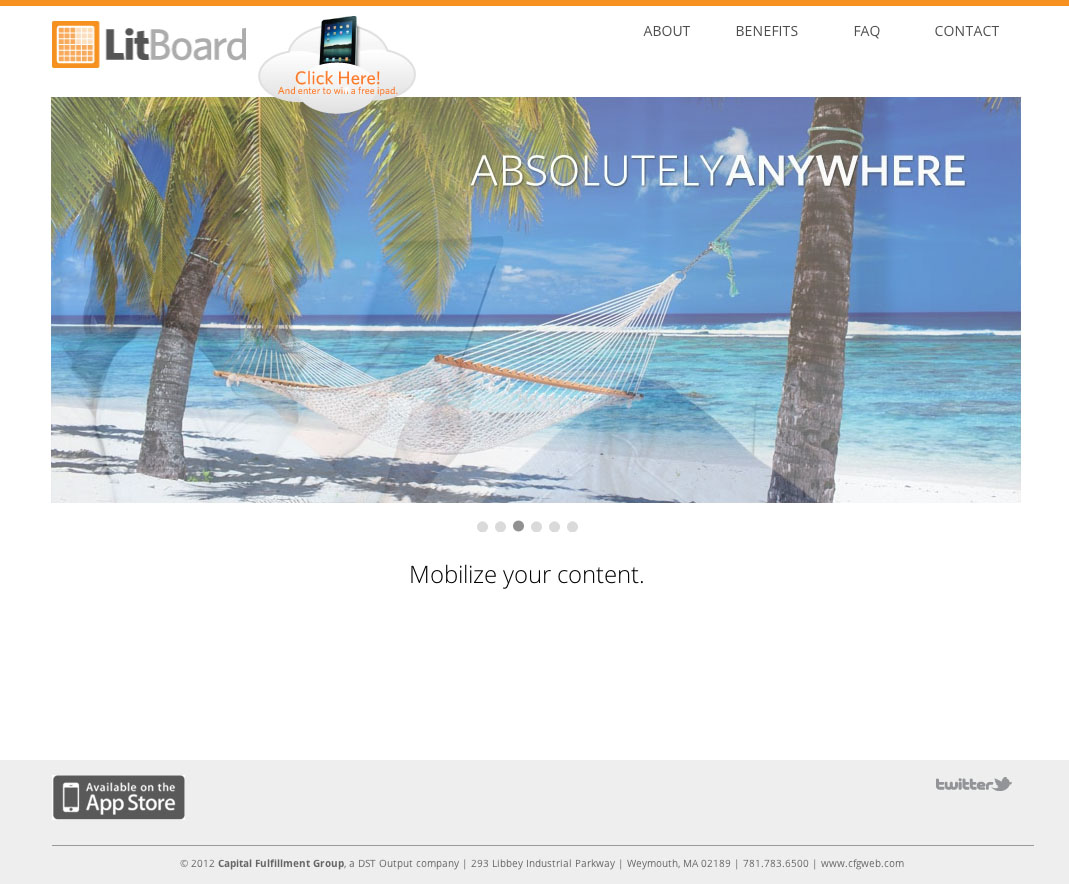 LitBoard
Click Here!
And enter to win a free ipad.
ABOUT BENEFITS FAQ CONTACT
ABSOLUTELYANYWHERE
Mobilize your content.
Available on the
App Store
twitter
© 2012 Capital Fulfillment Group, a DST Output company | 293 Libbey Industrial Parkway | Weymouth, MA 02189 | 781.783.6500 | www.cfgweb.com